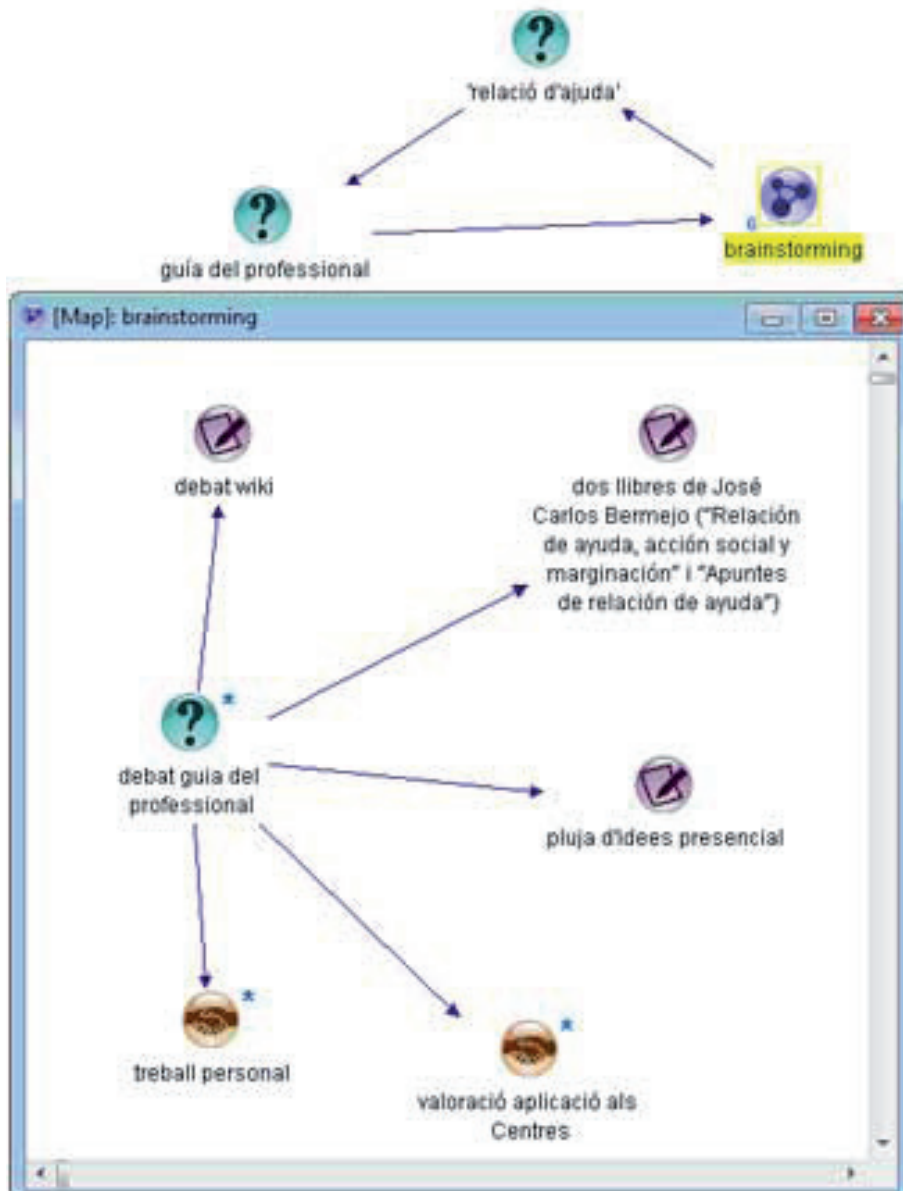 'relació d'ajuda'
guía del professional
6
brainstorming
[Map]: brainstorming
debat wiki
dos llibres de José
Carlos Bermejo ("Relación
de ayuda, acción social y
marginación" i "Apuntes
de relación de ayuda")
debat guia del
professional
pluja d'idees presencial
treball personal
valoració aplicació als
Centres